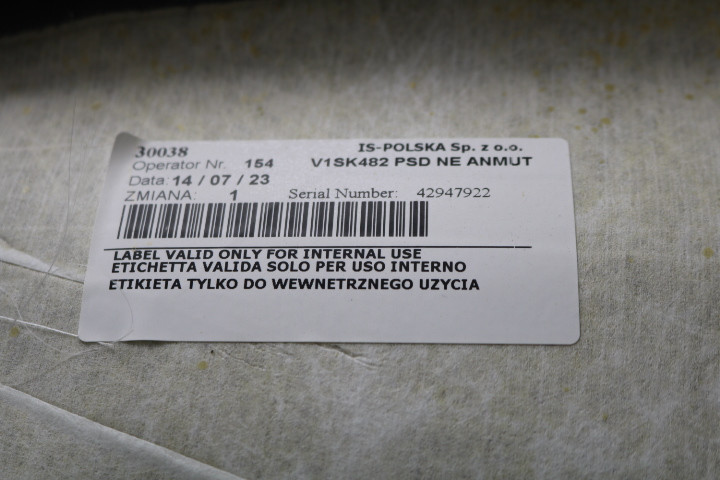 30038 IS-POLSKA Sp. z o.o.
Operator Nr. 154 V1SK482 PSD NE ANMUT
Data: 14 / 07 / 23
ZMIANA: 1 Serial Number: 42947922
LABEL VALID ONLY FOR INTERNAL USE
ETICHETTA VALIDA SOLO PER USO INTERNO
ETIKIETA TYLKO DO WEWNETRZNEGO UZYCIA